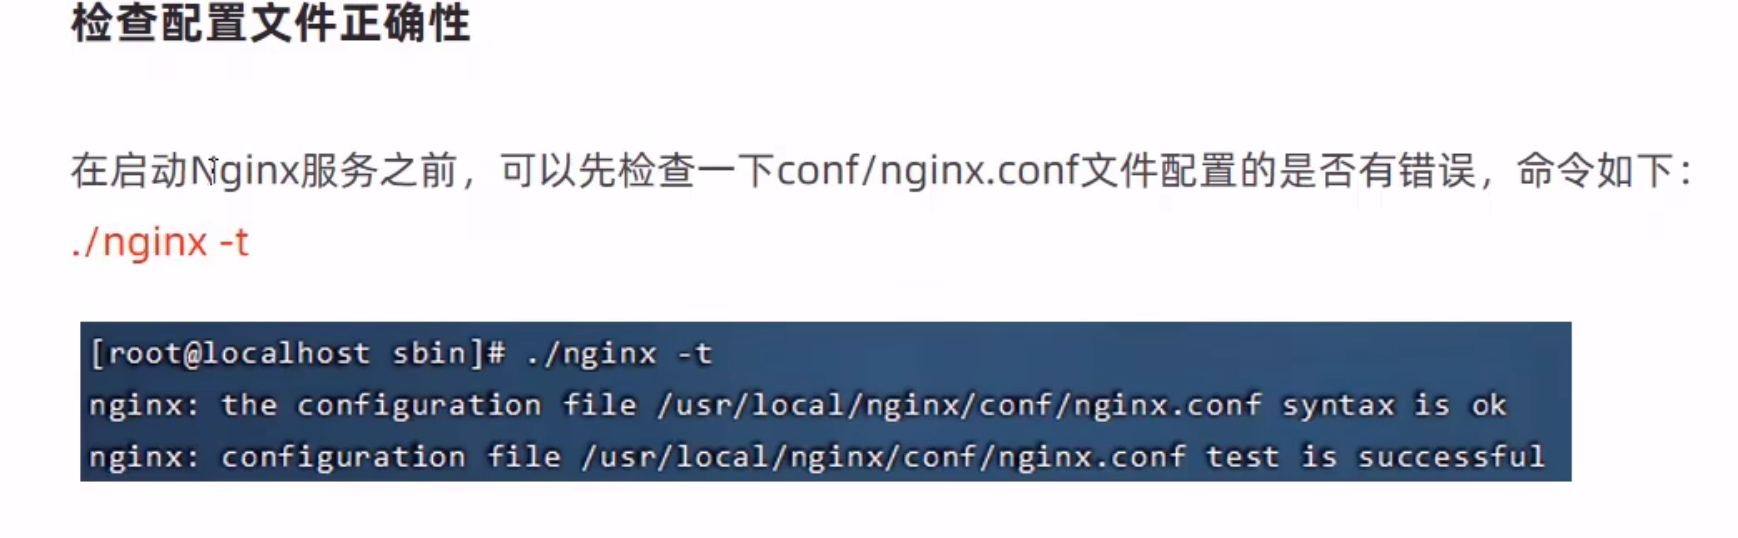 检查配置文件正确性
在启动Nginx服务之前，可以先检查一下conf/nginx.conf文件配置的是否有错误，命令如下：
./nginx -t
[root@localhost sbin]# ./nginx -t
nginx: the configuration file /usr/local/nginx/conf/nginx.conf syntax is ok
nginx: configuration file /usr/local/nginx/conf/nginx.conf test is successful